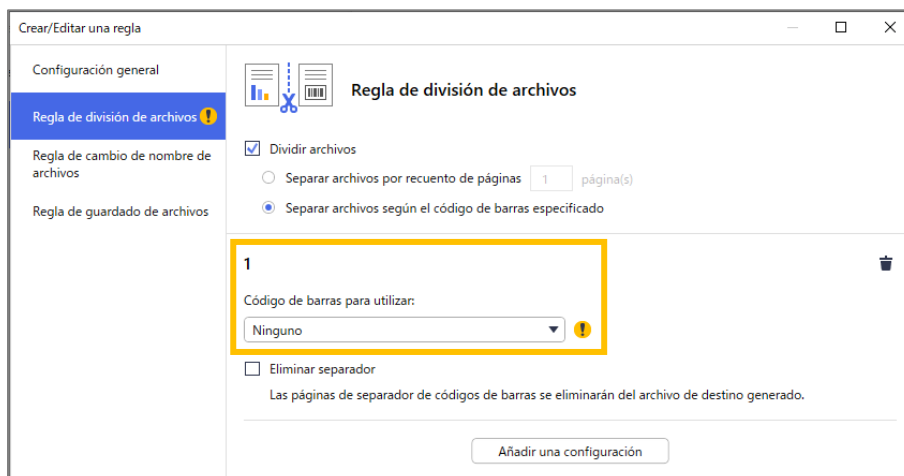 Crear/Editar una regla
Configuración general
Regla de división de archivos
Regla de cambio de nombre de
archivos
Regla de guardado de archivos
Regla de división de archivos
Dividir archivos
Separar archivos por recuento de páginas 1 página(s)
Separar archivos según el código de barras especificado
1
Código de barras para utilizar:
Ninguno
Eliminar separador
Las páginas de separador de códigos de barras se eliminarán del archivo de destino generado.
Añadir una configuración